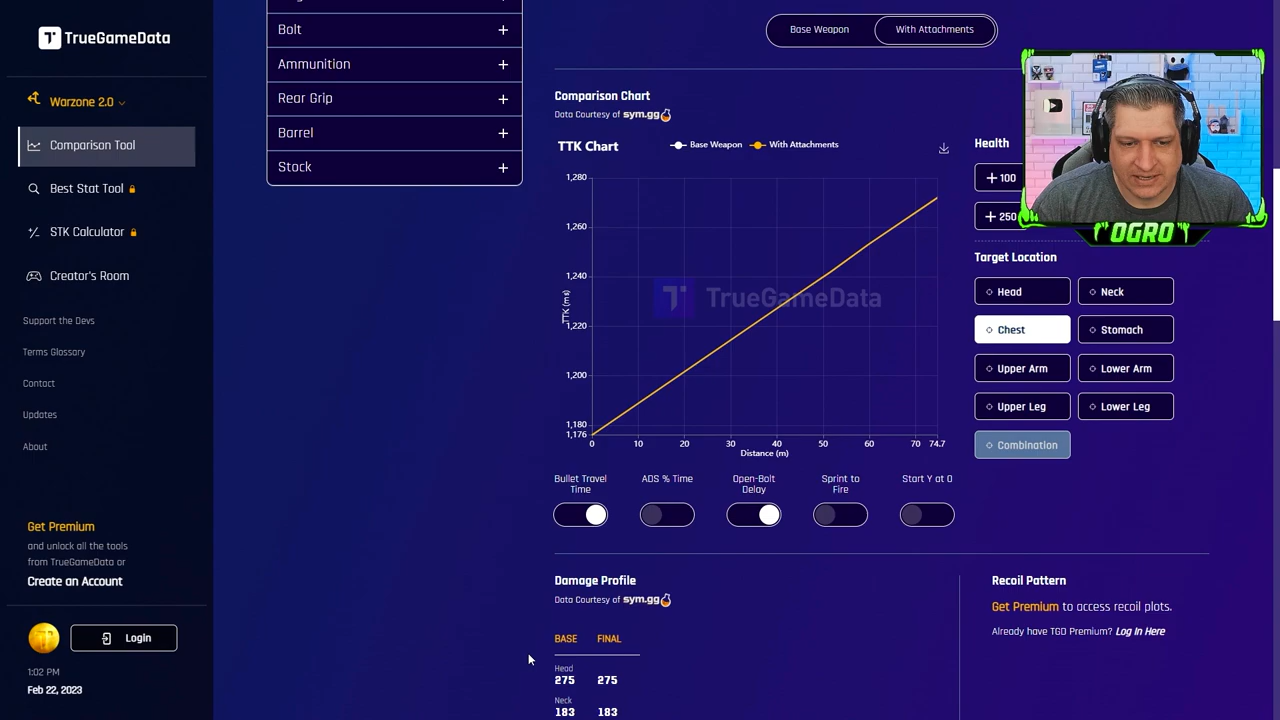 TrueGameData
Warzone 2.0
Comparison Tool
Best Stat Tool
STK Calculator
Creator's Room
Support the Devs
Terms Glossary
Contact
Updates
About
Get Premium
and unlock all the tools
from TrueGameData or
Create an Account
Login
1:02 PM
Feb 22, 2023
Bolt
Ammunition
Rear Grip
Barrel
Stock
Base Weapon
With Attachments
Comparison Chart
Data Courtesy of sym.gg
TTK Chart
Base Weapon
With Attachments
1,280
1,260
1,240
1,220
1,200
1,180
1,176
TTK (ms)
TrueGameData
0 10 20 30 40 50 60 70 74.7
Distance (m)
Bullet Travel
Time
ADS % Time
Open-Bolt
Delay
Sprint to
Fire
Start Y at 0
Health
+ 100
+ 250
OGRO
Target Location
Head
Neck
Chest
Stomach
Upper Arm
Lower Arm
Upper Leg
Lower Leg
Combination
Damage Profile
Data Courtesy of sym.gg
BASE FINAL
Head
275 275
Neck
183 183
Recoil Pattern
Get Premium to access recoil plots.
Already have TGD Premium? Log In Here